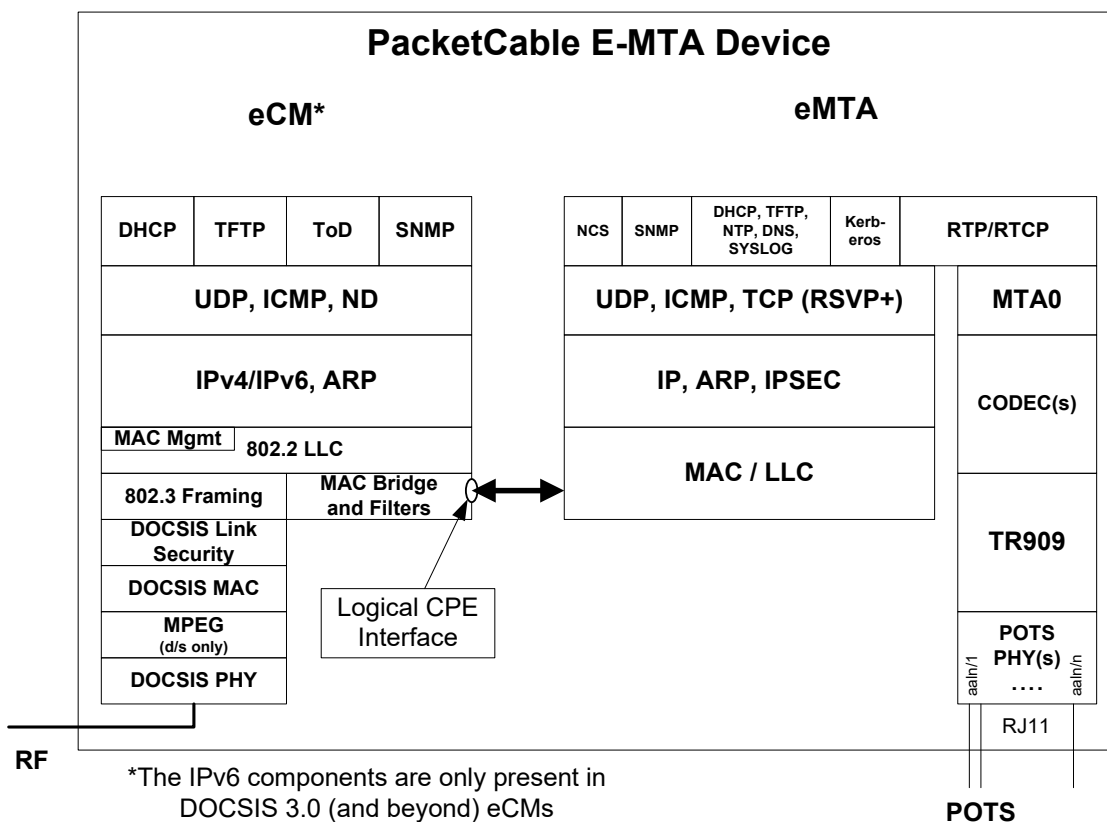 PacketCable E-MTA Device
eCM*
eMTA
DHCP
TFTP
ToD
SNMP
UDP, ICMP, ND
IPv4/IPv6, ARP
MAC Mgmt
802.2 LLC
802.3 Framing
MAC Bridge
and Filters
DOCSIS Link
Security
DOCSIS MAC
MPEG
(d/s only)
DOCSIS PHY
Logical CPE
Interface
NCS
SNMP
DHCP, TFTP,
NTP, DNS,
SYSLOG
Kerb-
eros
RTP/RTCP
UDP, ICMP, TCP (RSVP+)
IP, ARP, IPSEC
MAC / LLC
MTA0
CODEC(s)
TR909
POTS
PHY(s)
....
aaln/1
aaln/n
RJ11
RF
POTS
*The IPv6 components are only present in
DOCSIS 3.0 (and beyond) eCMs